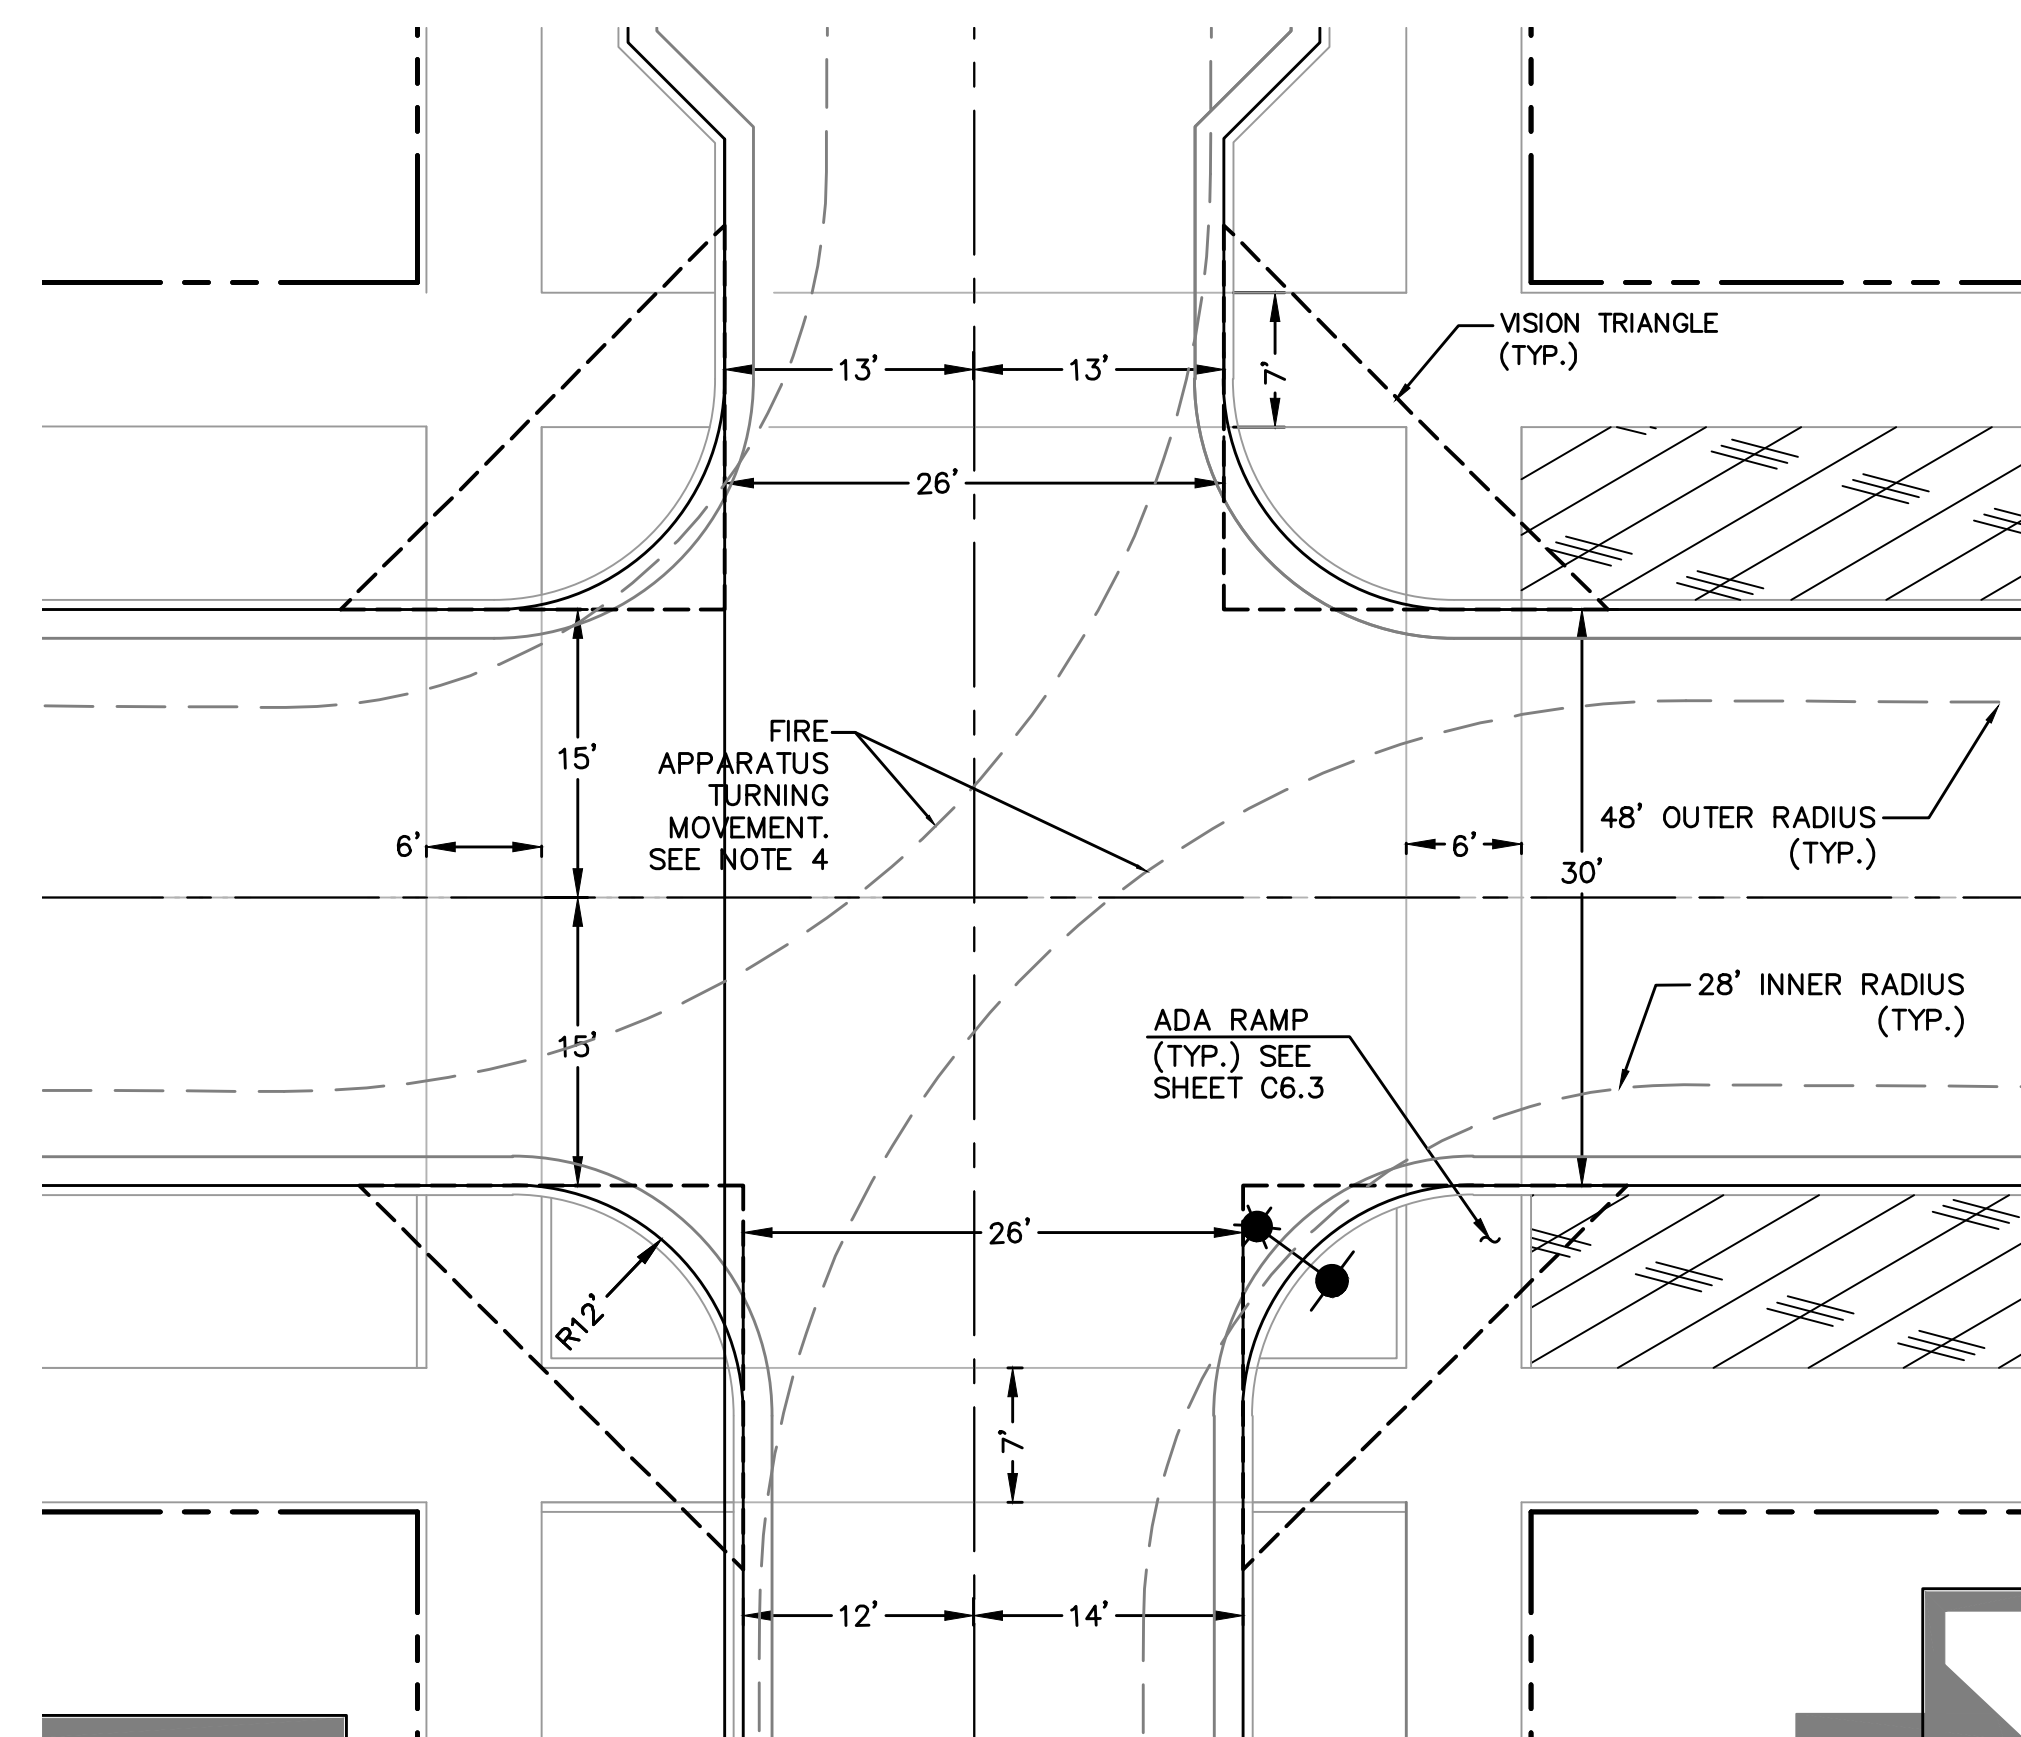 VISION TRIANGLE
(TYP.)
13'
13'
7'
26'
FIRE
APPARATUS
TURNING
MOVEMENT.
SEE NOTE 4
15'
6'
48' OUTER RADIUS
(TYP.)
6'
30'
28' INNER RADIUS
(TYP.)
ADA RAMP
(TYP.) SEE
SHEET C6.3
15'
26'
R12'
7'
12'
14'